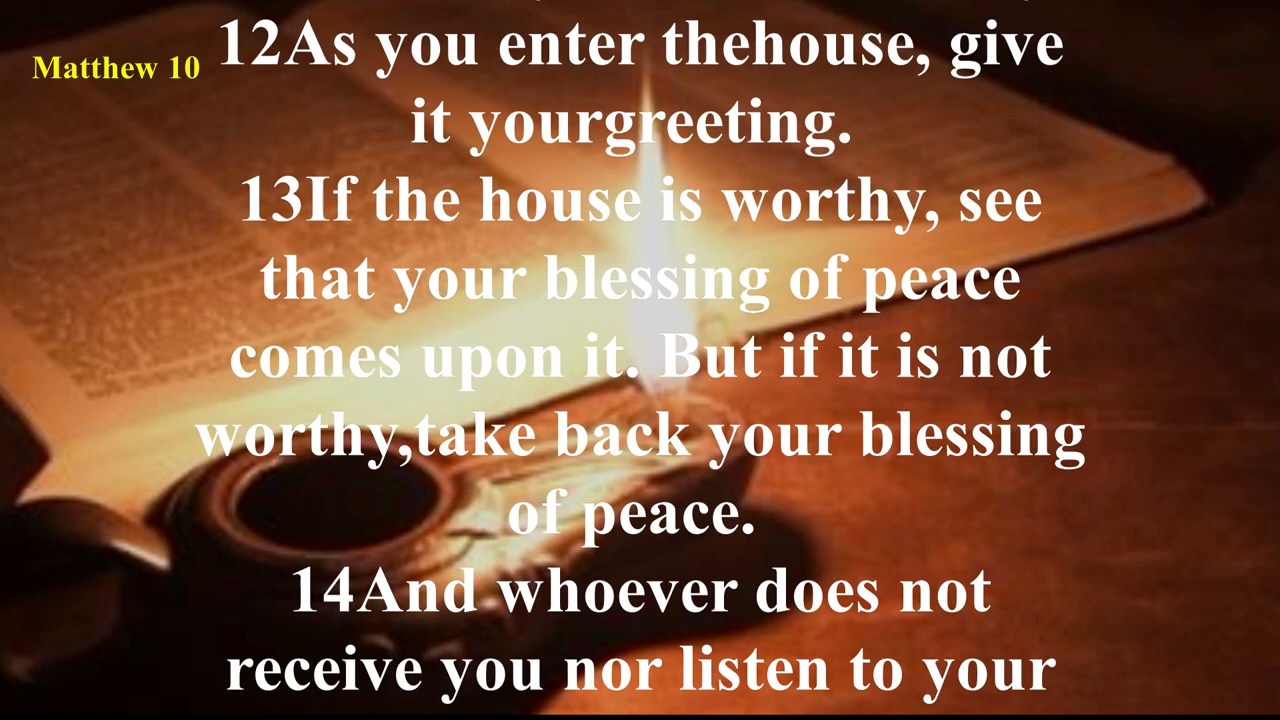 Matthew 10
12As you enter thehouse, give
it yourgreeting.
13If the house is worthy, see
that your blessing of peace
comes upon it. But if it is not
worthy,take back your blessing
of peace.
14And whoever does not
receive you nor listen to your